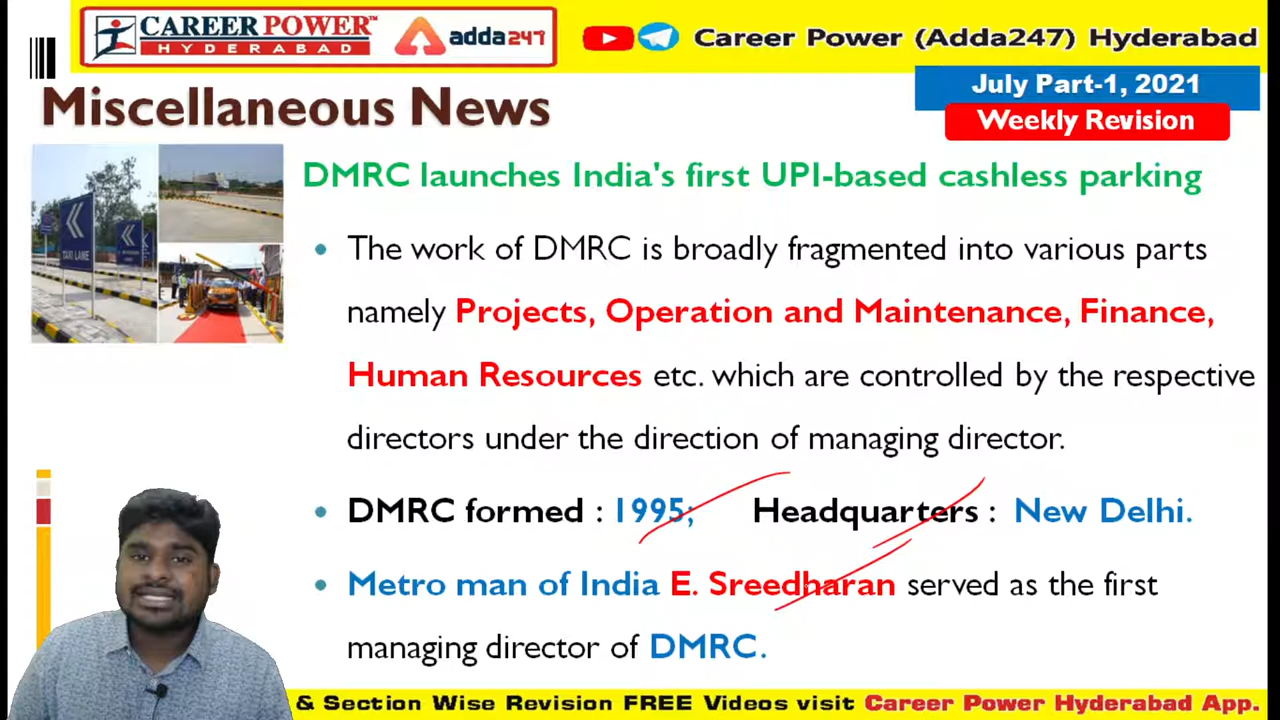 CAREER POWER™
HYDERABAD
adda247
Career Power (Adda247) Hyderabad
Miscellaneous News
July Part-1, 2021
Weekly Revision
DMRC launches India's first UPI-based cashless parking
TAXI LANE
• The work of DMRC is broadly fragmented into various parts
namely Projects, Operation and Maintenance, Finance,
Human Resources etc. which are controlled by the respective
directors under the direction of managing director.
• DMRC formed : 1995; Headquarters : New Delhi.
• Metro man of India E. Sreedharan served as the first
managing director of DMRC.
& Section Wise Revision FREE Videos visit Career Power Hyderabad App.